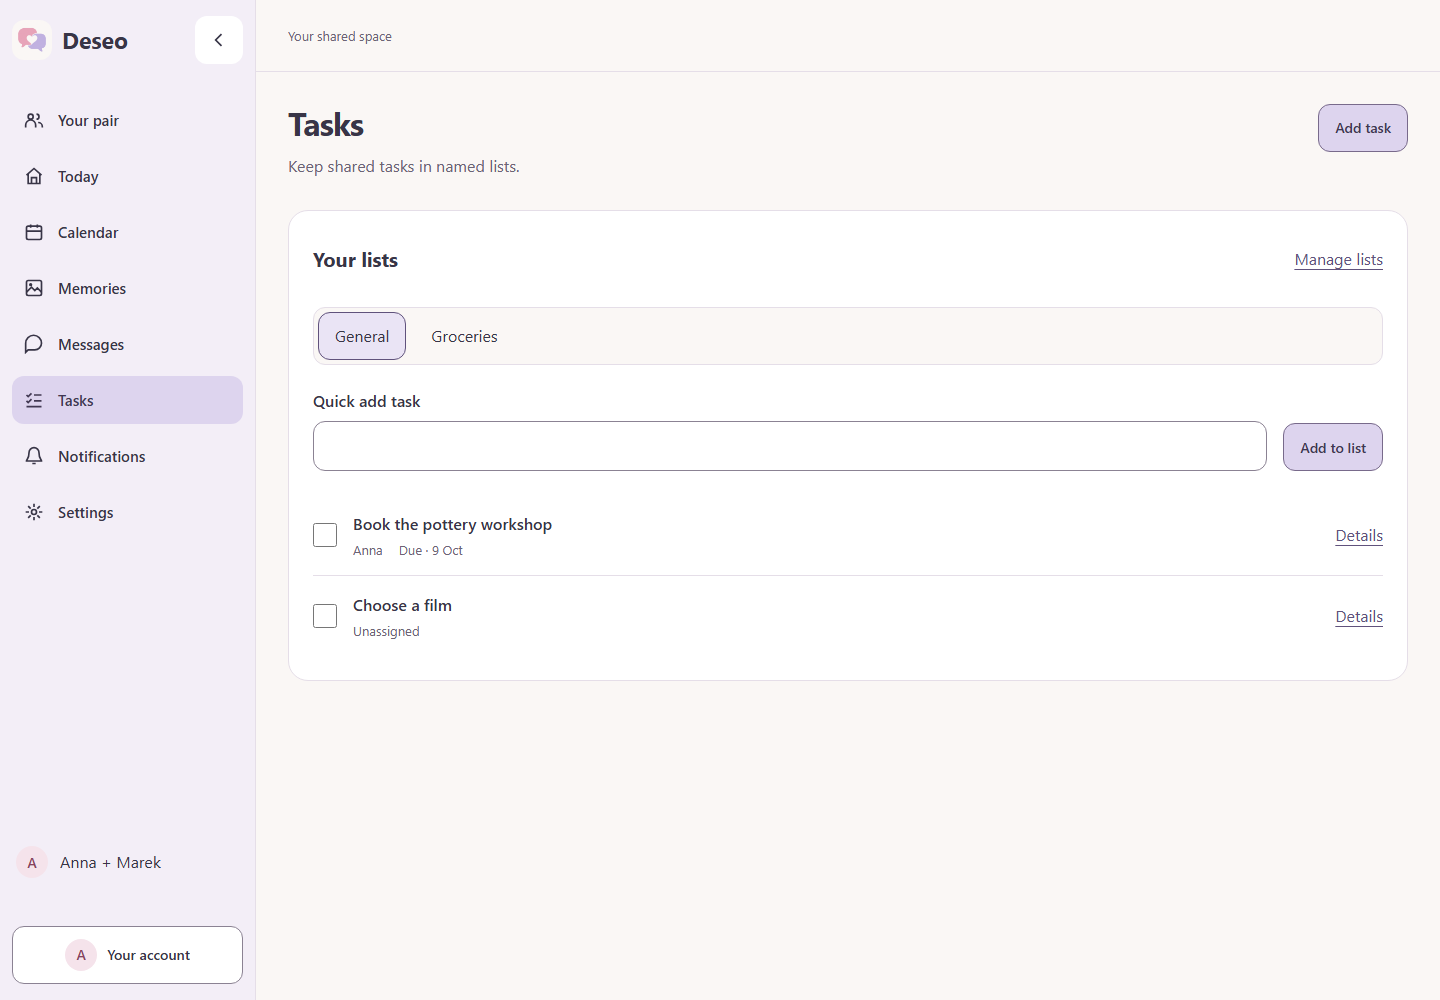 Deseo
Your pair
Today
Calendar
Memories
Messages
Tasks
Notifications
Settings
A
Anna + Marek
A
Your account
Your shared space
Tasks
Keep shared tasks in named lists.
Add task
Your lists
Manage lists
General
Groceries
Quick add task
Add to list
Book the pottery workshop
Anna
Due · 9 Oct
Details
Choose a film
Unassigned
Details